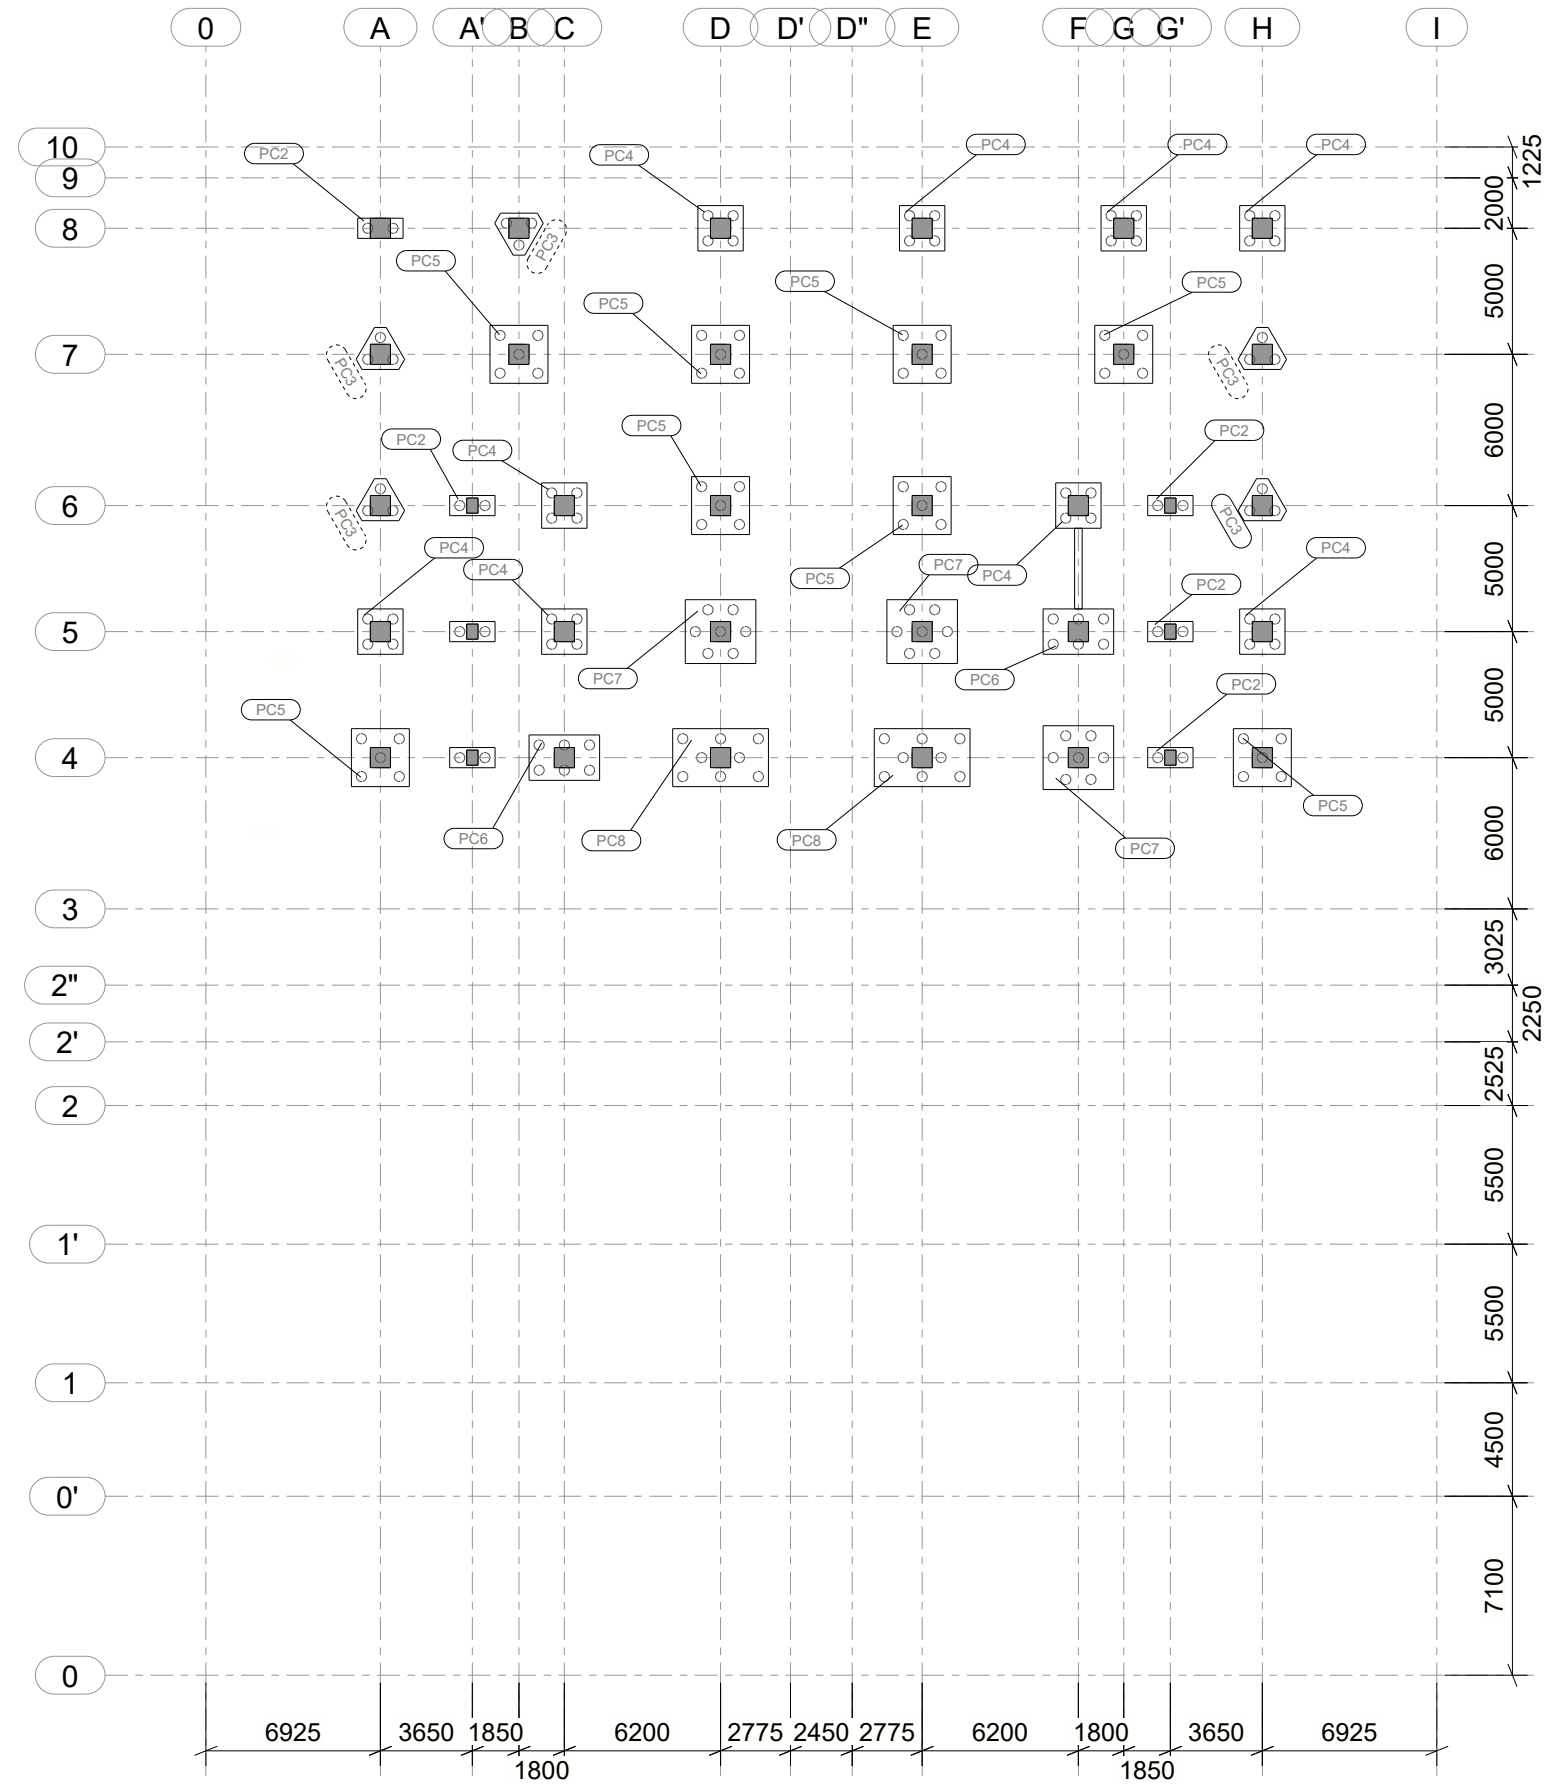 0 A A' B C D D' D" E F G G' H I
10
PC4 PC4 PC4
PC2 PC4
1225
9
2000
8
PC3
PC5
PC5 PC5
5000
PC5
7
PC3 PC3
6000
PC5
PC2 PC2
PC4
6
PC3 PC3
PC4 PC4
5000
PC4 PC7 PC4
PC5
PC2
5
PC7 PC6
PC2
5000
PC5
4
PC5
6000
PC6 PC8 PC8
PC7
3
3025
2"
2250
2'
2525
2
5500
1'
5500
1
4500
0'
7100
0
6925 3650 1850 6200 2775 2450 2775 6200 1800 3650 6925
1800 1850